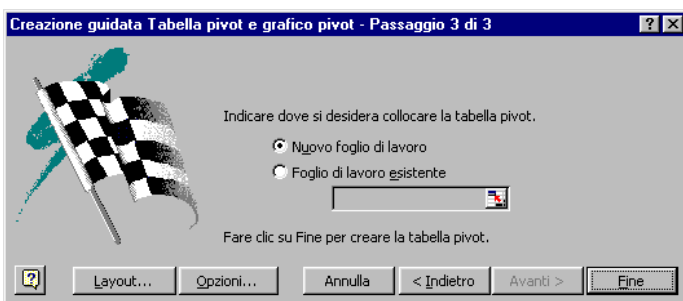 Creazione guidata Tabella pivot e grafico pivot - Passaggio 3 di 3
Indicare dove si desidera collocare la tabella pivot.
Nuovo foglio di lavoro
Foglio di lavoro esistente
Fare clic su Fine per creare la tabella pivot.
Layout... Opzioni... Annulla < Indietro Avanti > Fine